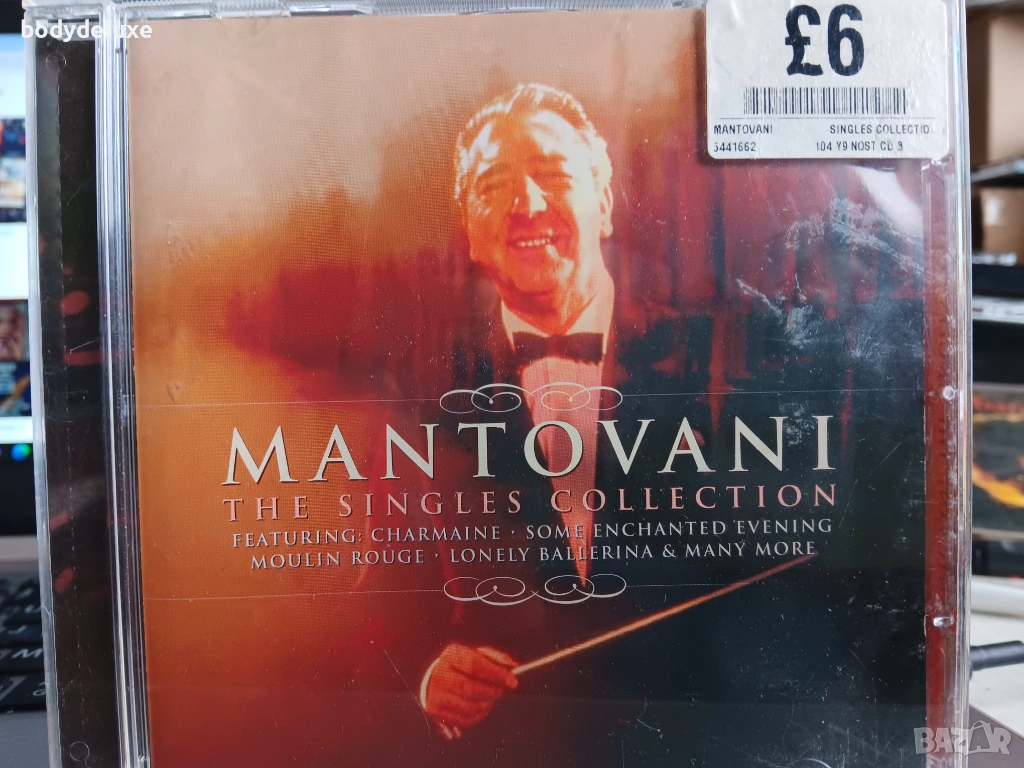 bodydeluxe
£6
MANTOVANI SINGLES COLLECTIO
5441662 104 Y9 NOST CD 3
MANTOVANI
THE SINGLES COLLECTION
FEATURING: CHARMAINE · SOME ENCHANTED EVENING
MOULIN ROUGE · LONELY BALLERINA & MANY MORE
BAZAR